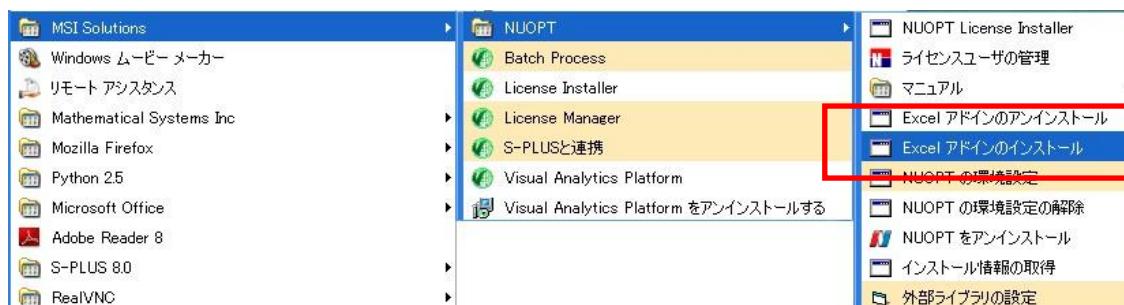 MSI Solutions
Windows ムービー メーカー
リモート アシスタンス
Mathematical Systems Inc
Mozilla Firefox
Python 2.5
Microsoft Office
Adobe Reader 8
S-PLUS 8.0
RealVNC
NUOPT
Batch Process
License Installer
License Manager
S-PLUSと連携
Visual Analytics Platform
Visual Analytics Platform をアンインストールする
NUOPT License Installer
ライセンスユーザの管理
マニュアル
Excel アドインのアンインストール
Excel アドインのインストール
NUOPT の環境設定
NUOPT の環境設定の解除
NUOPT をアンインストール
インストール情報の取得
外部ライブラリの設定